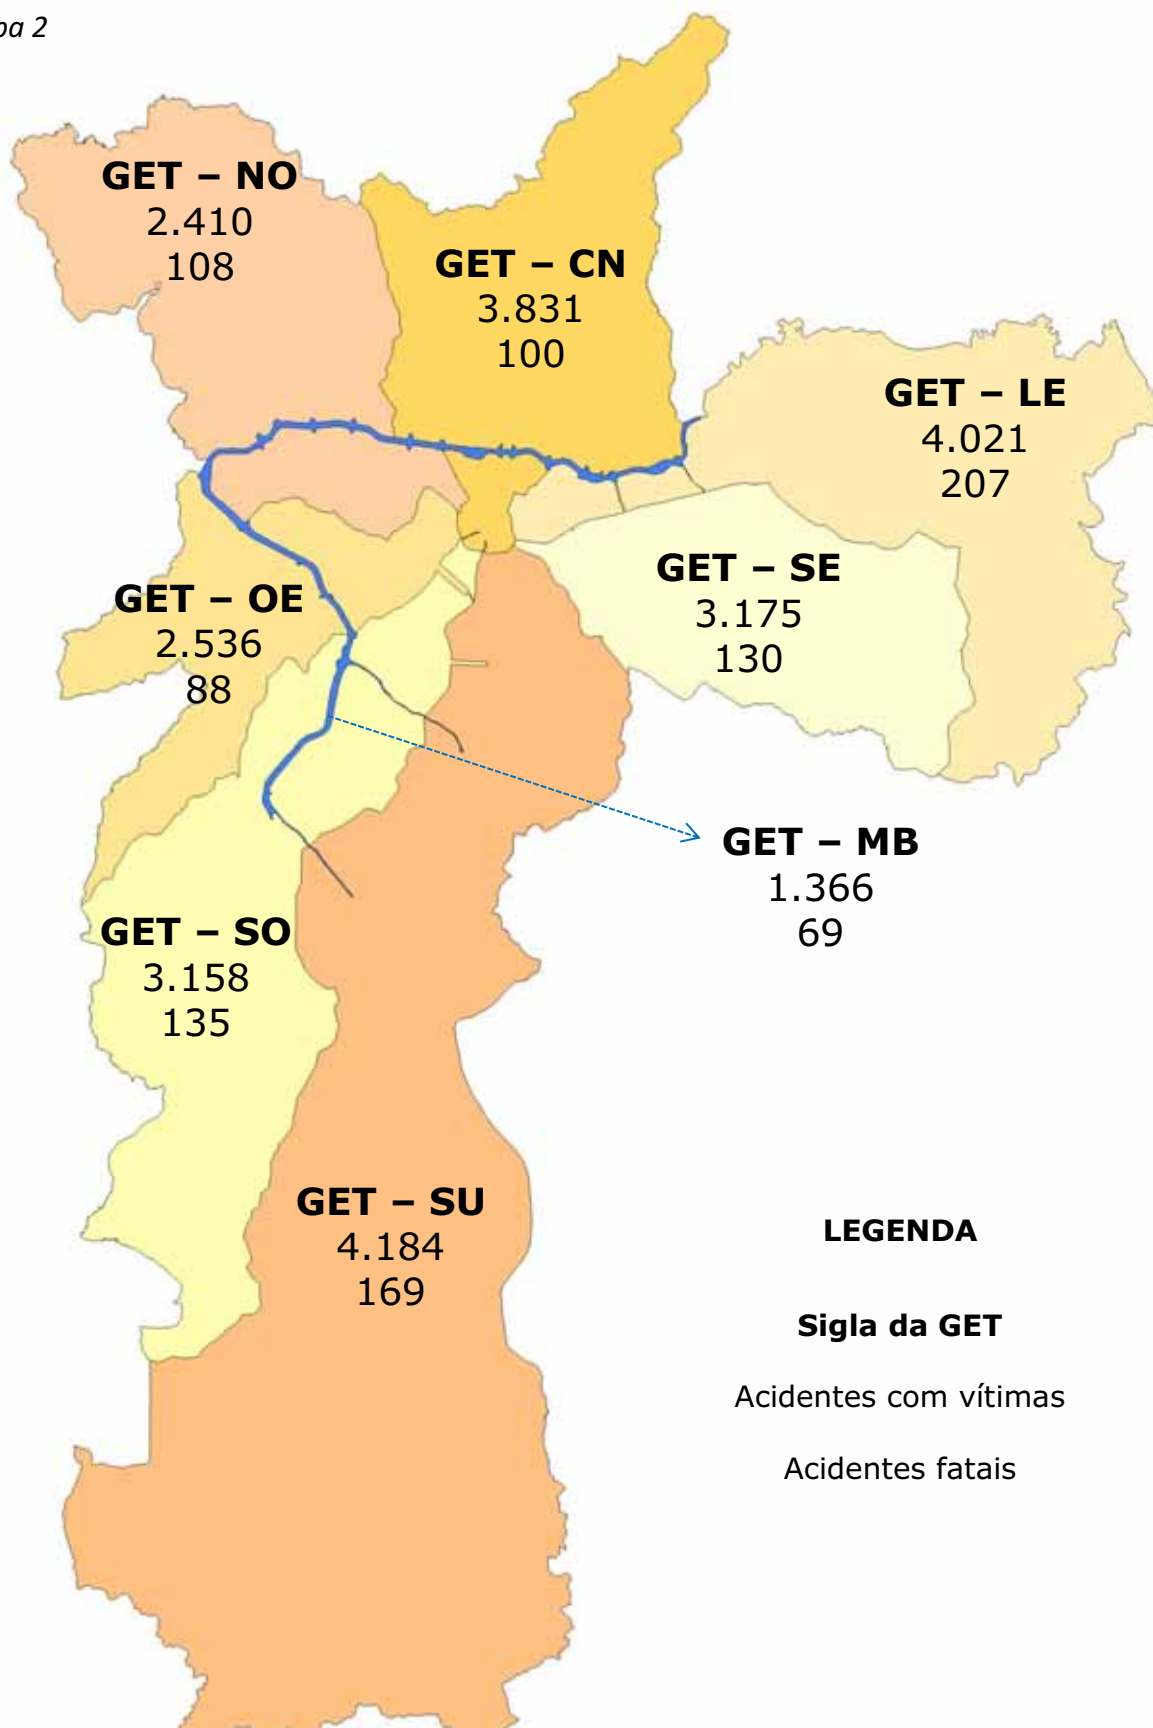 2
GET – NO
2.410
108
GET – CN
3.831
100
GET – LE
4.021
207
GET – OE
2.536
88
GET – SE
3.175
130
GET – MB
1.366
69
GET – SO
3.158
135
GET – SU
4.184
169
LEGENDA
Sigla da GET
Acidentes com vítimas
Acidentes fatais